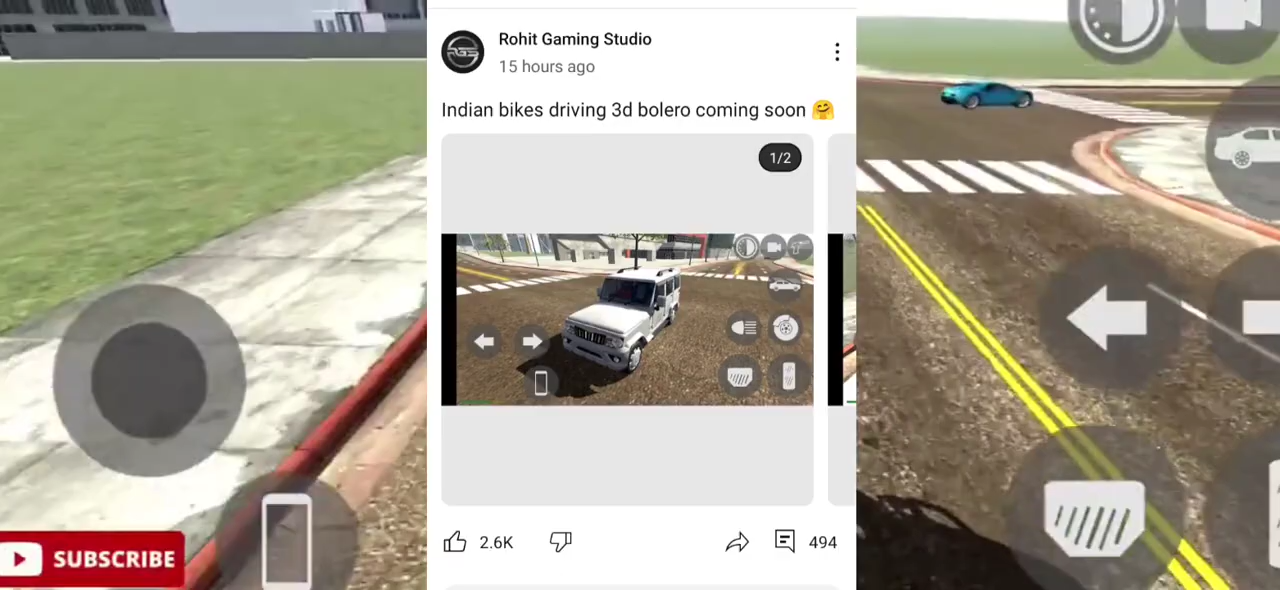 Rohit Gaming Studio
15 hours ago
Indian bikes driving 3d bolero coming soon 🤗
1/2
2.6K
494
SUBSCRIBE
RGS